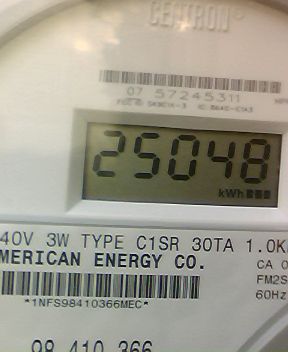 CENTRON®
07 57245311
25048
kWh
40V 3W TYPE C1SR 30TA 1.0K
MERICAN ENERGY CO.
CA 0
FM2S
60Hz
*1NFS98410366MEC*
98 410 366